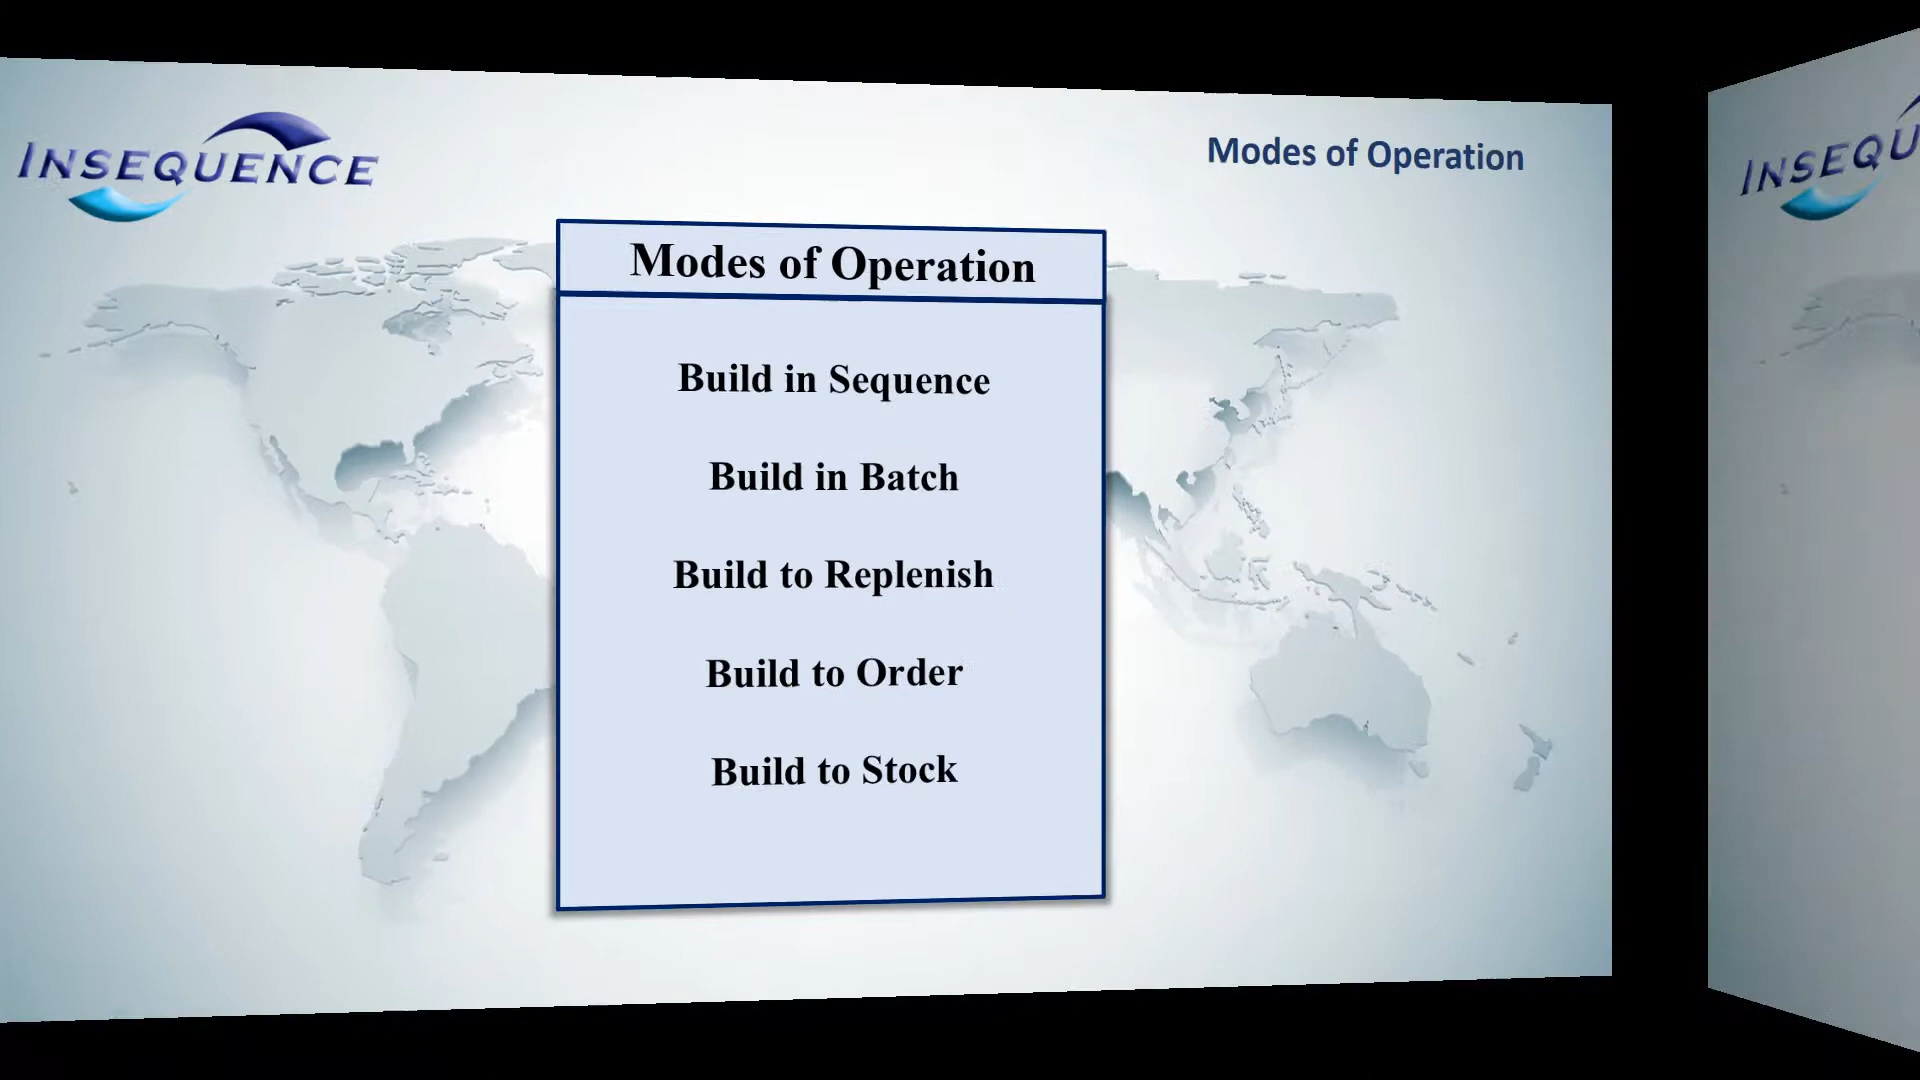 INSEQUENCE
Modes of Operation
Modes of Operation
Build in Sequence
Build in Batch
Build to Replenish
Build to Order
Build to Stock
INSEQU